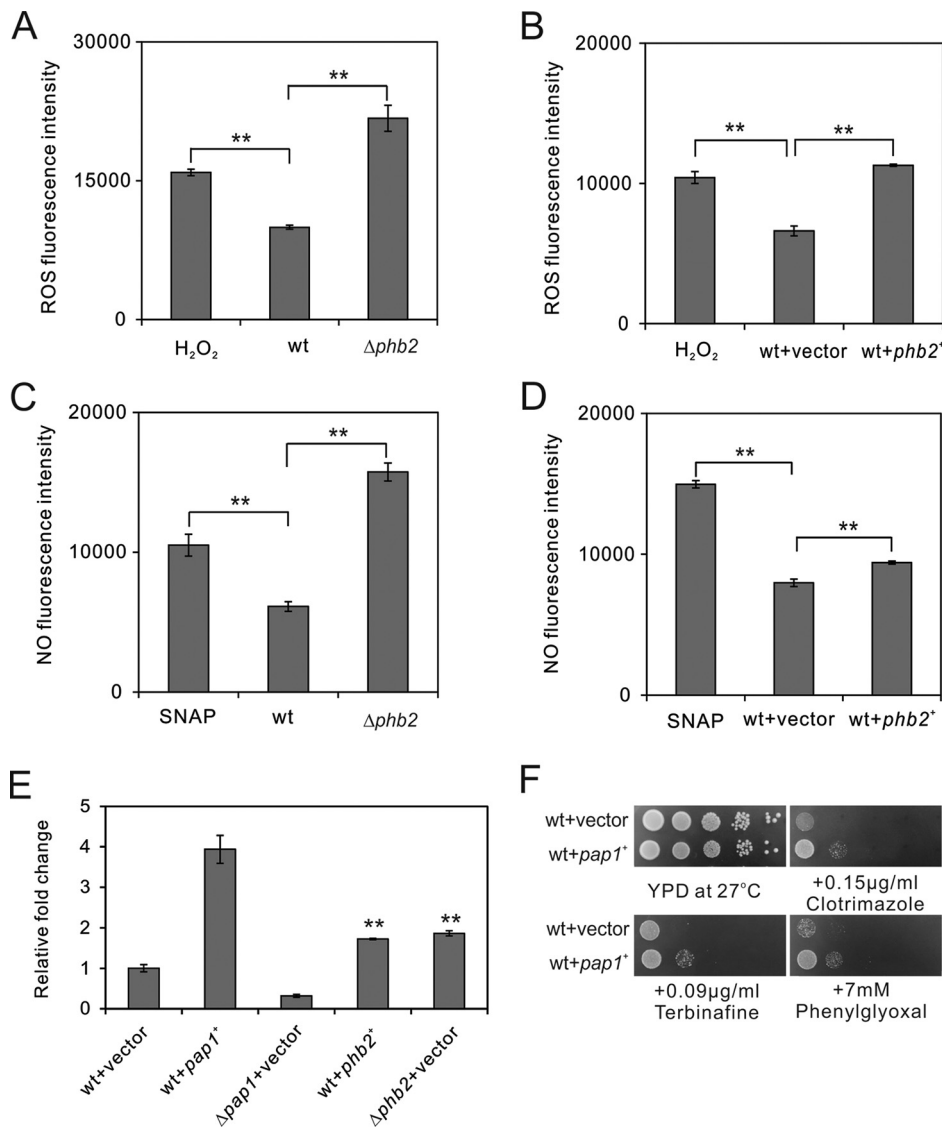 A
ROS fluorescence intensity
30000
15000
0
**
**
H₂O₂
wt
Δphb2
B
ROS fluorescence intensity
20000
10000
0
**
**
H₂O₂
wt+vector
wt+phb2⁺
C
NO fluorescence intensity
20000
10000
0
**
**
SNAP
wt
Δphb2
D
NO fluorescence intensity
20000
10000
0
**
**
SNAP
wt+vector
wt+phb2⁺
E
Relative fold change
5
4
3
2
1
0
**
**
wt+vector
wt+pap1⁺
Δpap1+vector
wt+phb2⁺
Δphb2+vector
F
wt+vector
wt+pap1⁺
YPD at 27°C
+0.15µg/ml
Clotrimazole
wt+vector
wt+pap1⁺
+0.09µg/ml
Terbinafine
+7mM
Phenylglyoxal